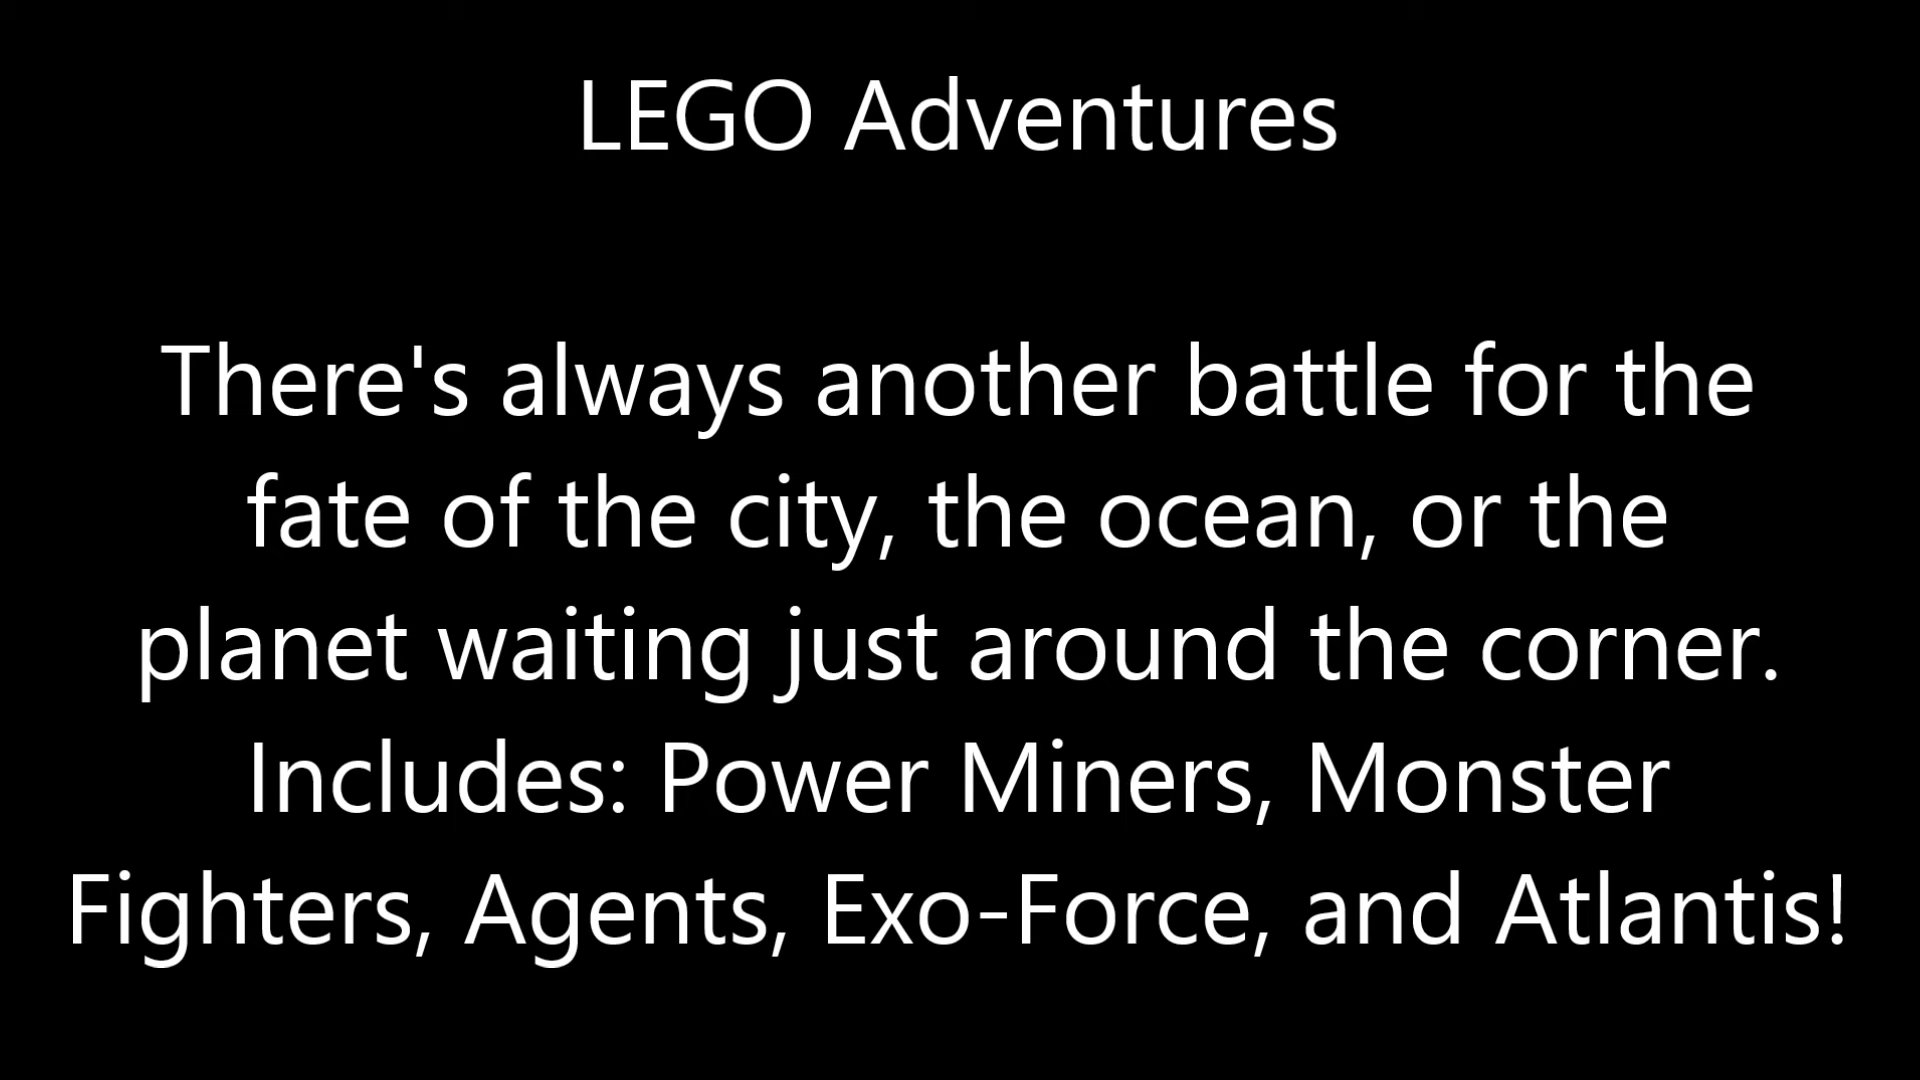 LEGO Adventures
There's always another battle for the
fate of the city, the ocean, or the
planet waiting just around the corner.
Includes: Power Miners, Monster
Fighters, Agents, Exo-Force, and Atlantis!